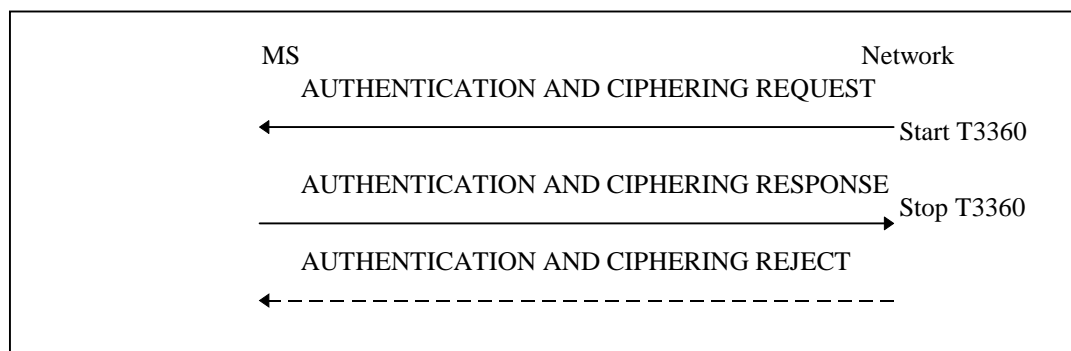 MS Network
AUTHENTICATION AND CIPHERING REQUEST
Start T3360
AUTHENTICATION AND CIPHERING RESPONSE
Stop T3360
AUTHENTICATION AND CIPHERING REJECT